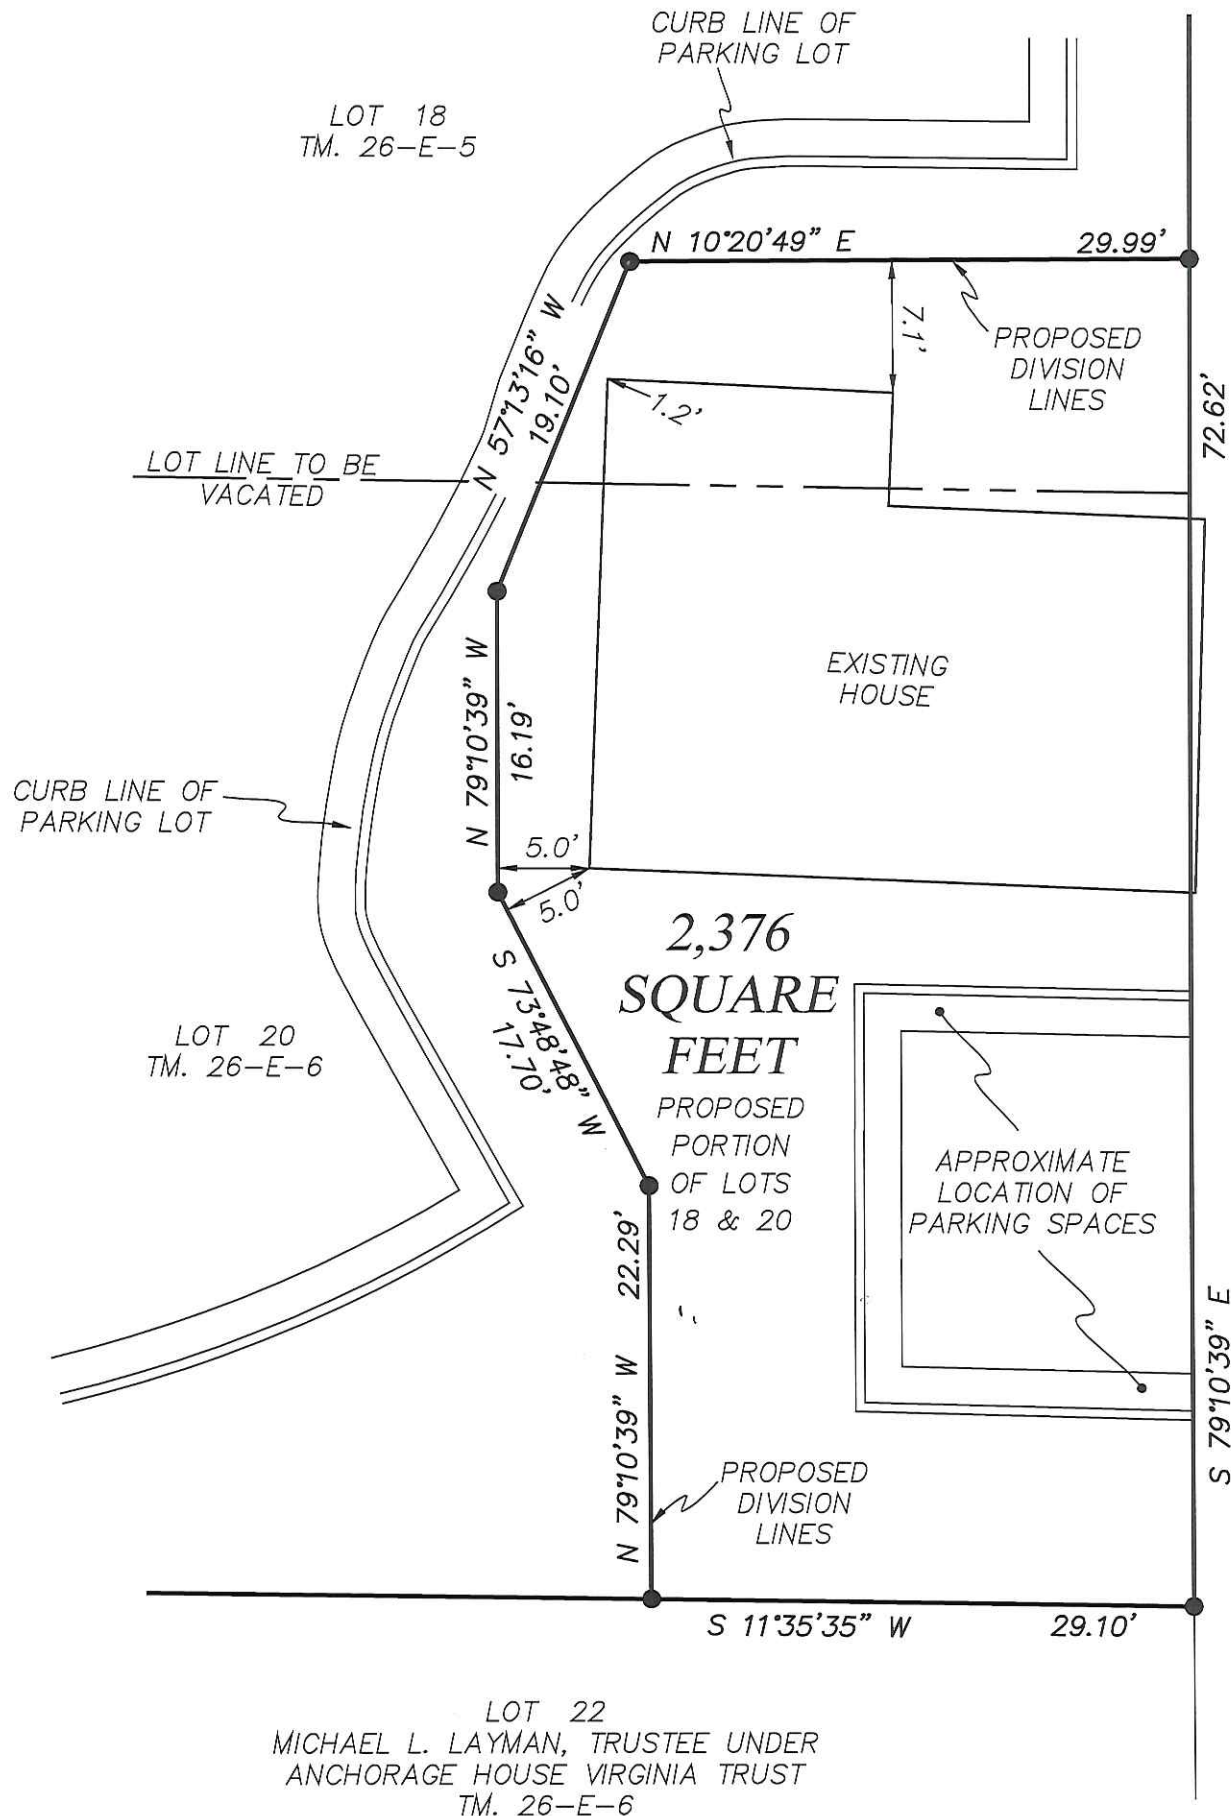 CURB LINE OF
PARKING LOT
LOT 18
TM. 26-E-5
N 10°20'49" E
29.99'
7.1'
PROPOSED
DIVISION
LINES
1.2'
72.62'
N 57°13'16" W
19.10'
LOT LINE TO BE
VACATED
EXISTING
HOUSE
N 79°10'39" W
16.19'
CURB LINE OF
PARKING LOT
5.0'
5.0'
2,376
SQUARE
FEET
PROPOSED
PORTION
OF LOTS
18 & 20
S 73°48'48" W
17.70'
LOT 20
TM. 26-E-6
APPROXIMATE
LOCATION OF
PARKING SPACES
22.29'
N 79°10'39" W
S 79°10'39" E
PROPOSED
DIVISION
LINES
S 11°35'35" W
29.10'
LOT 22
MICHAEL L. LAYMAN, TRUSTEE UNDER
ANCHORAGE HOUSE VIRGINIA TRUST
TM. 26-E-6